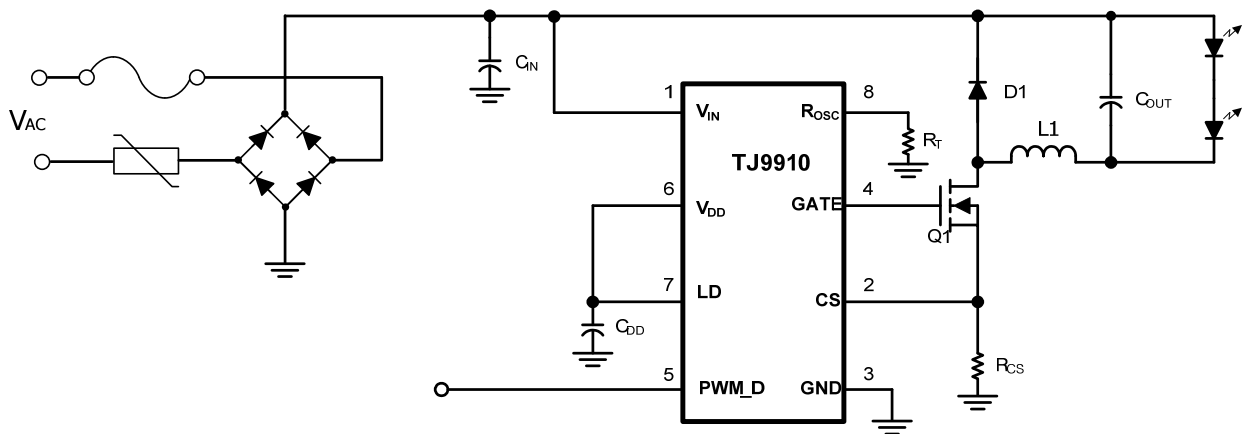 C_IN
V_AC
1
V_IN
R_OSC
8
R_T
D1
C_OUT
L1
TJ9910
6
V_DD
GATE
4
Q1
7
LD
CS
2
C_DD
R_CS
5
PWM_D
GND
3